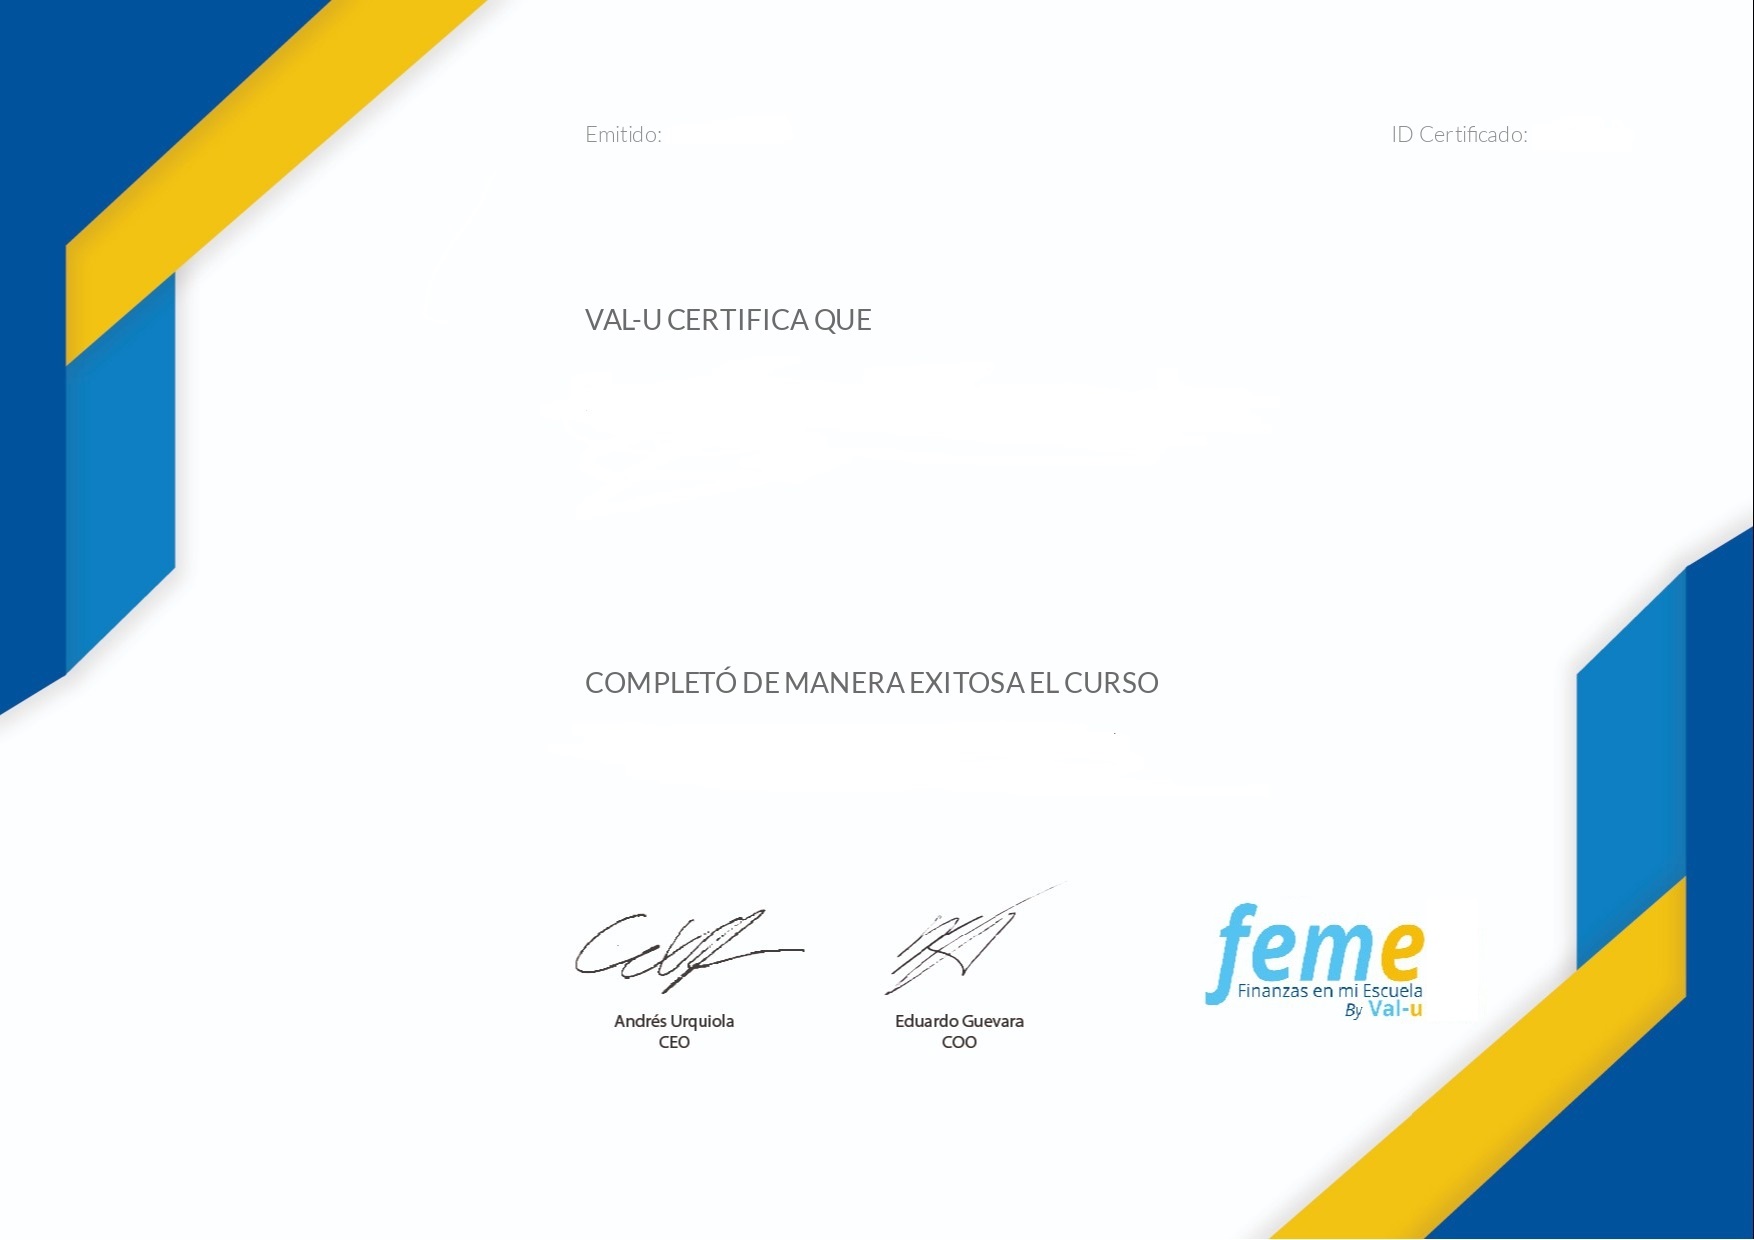 Emitido:
ID Certificado:
VAL-U CERTIFICA QUE
COMPLETÓ DE MANERA EXITOSA EL CURSO
Andrés Urquiola
CEO
Eduardo Guevara
COO
feme
Finanzas en mi Escuela
By Val-u